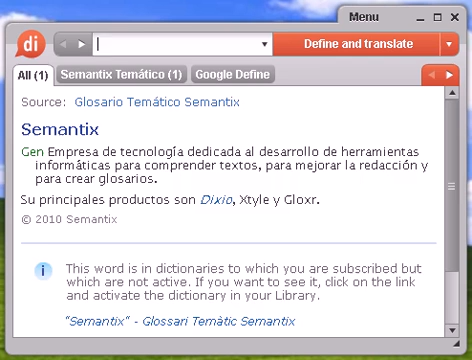 Menu
di
Define and translate
All (1)
Semantix Temático (1)
Google Define
Source: Glosario Temático Semantix
Semantix
Gen Empresa de tecnología dedicada al desarrollo de herramientas
informáticas para comprender textos, para mejorar la redacción y
para crear glosarios.
Su principales producto son Dixio, Xtyle y Gloxr.
© 2010 Semantix
i
This word is in dictionaries to which you are subscribed but
which are not active. If you want to see it, click on the link
and activate the dictionary in your Library.
"Semantix" - Glossari Temàtic Semantix